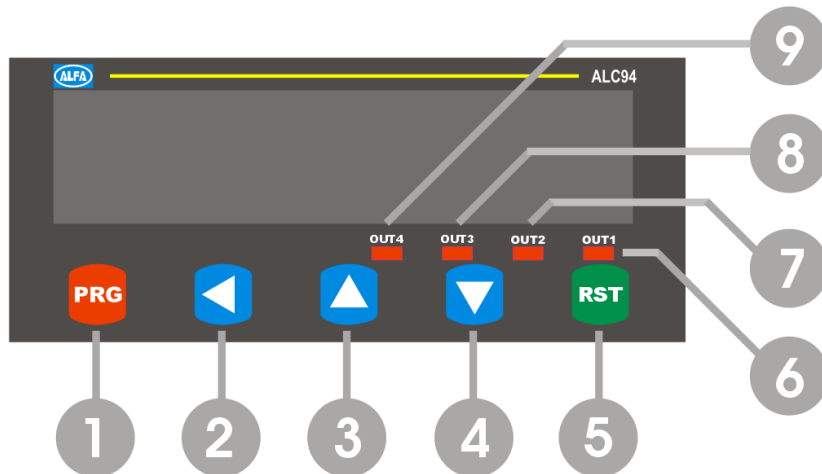 9
ALFA ALC94
8
OUT4 OUT3 OUT2 OUT1
7
PRG RST
6
1 2 3 4 5